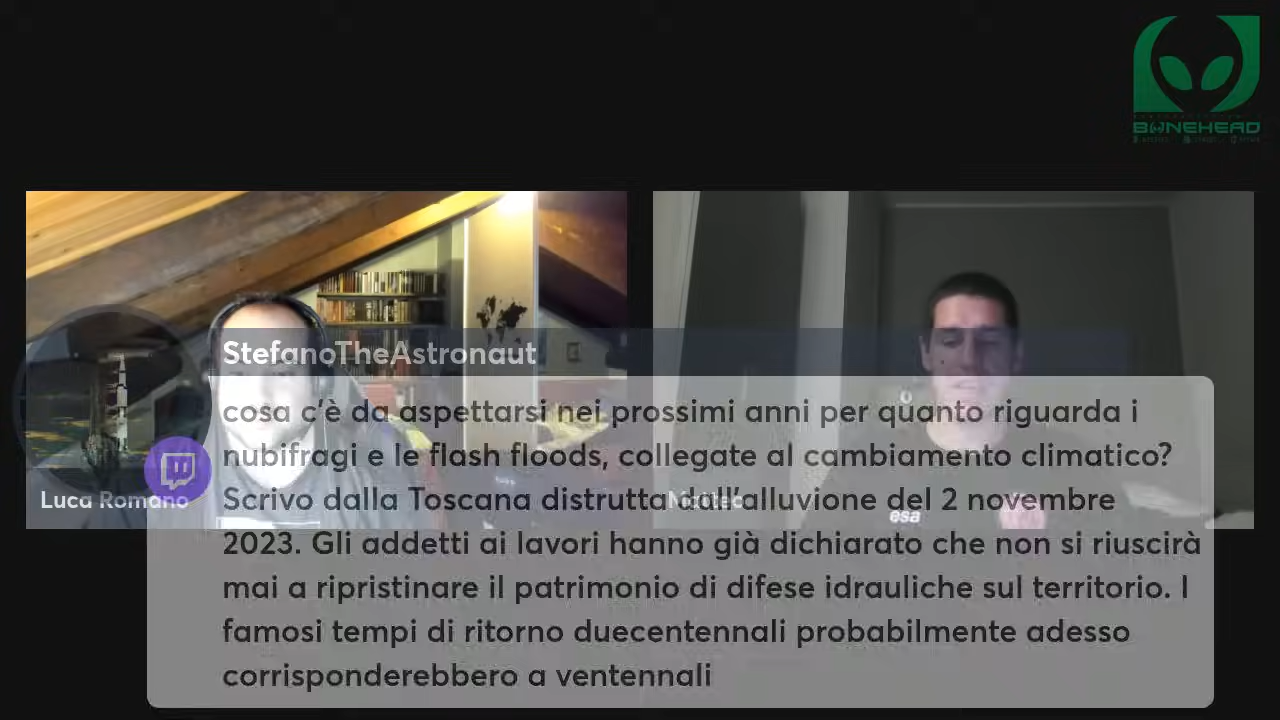 BONEHEAD
StefanoTheAstronaut
cosa c'è da aspettarsi nei prossimi anni per quanto riguarda i
nubifragi e le flash floods, collegate al cambiamento climatico?
Scrivo dalla Toscana distrutta dall'alluvione del 2 novembre
2023. Gli addetti ai lavori hanno già dichiarato che non si riuscirà
mai a ripristinare il patrimonio di difese idrauliche sul territorio. I
famosi tempi di ritorno duecentennali probabilmente adesso
corrisponderebbero a ventennali
Luca Romano
esa